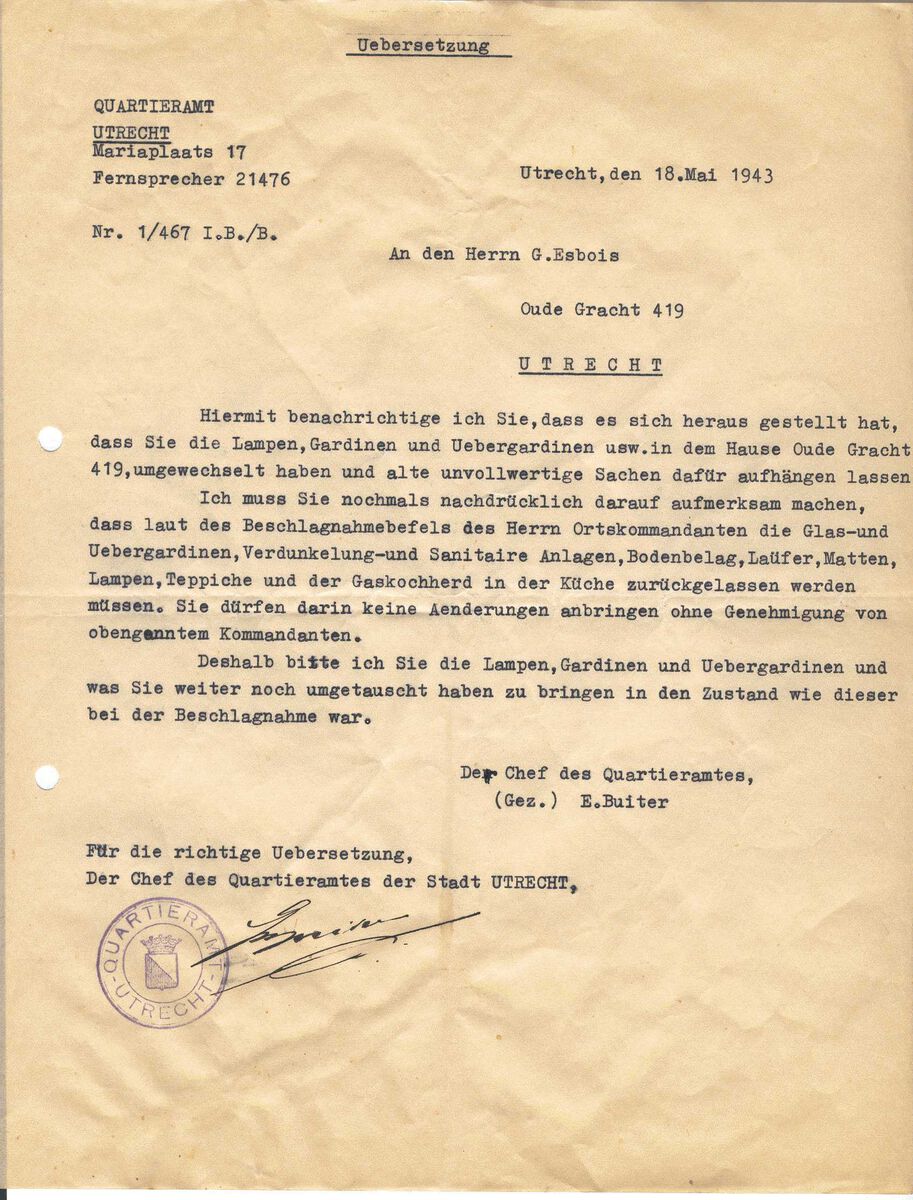 Uebersetzung
QUARTIERAMT
UTRECHT
Mariaplaats 17
Fernsprecher 21476
Utrecht, den 18.Mai 1943
Nr. 1/467 I.B./B.
An den Herrn G.Esbois
Oude Gracht 419
U T R E C H T
Hiermit benachrichtige ich Sie,dass es sich heraus gestellt hat,
dass Sie die Lampen,Gardinen und Uebergardinen usw.in dem Hause Oude Gracht
419,umgewechselt haben und alte unvollwertige Sachen dafür aufhängen lassen
Ich muss Sie nochmals nachdrücklich darauf aufmerksam machen,
dass laut des Beschlagnahmebefels des Herrn Ortskommandanten die Glas-und
Uebergardinen,Verdunkelung-und Sanitaire Anlagen,Bodenbelag,Laüfer,Matten,
Lampen,Teppiche und der Gaskochherd in der Küche zurückgelassen werden
müssen. Sie dürfen darin keine Aenderungen anbringen ohne Genehmigung von
obengenntem Kommandanten.
Deshalb bitte ich Sie die Lampen,Gardinen und Uebergardinen und
was Sie weiter noch umgetauscht haben zu bringen in den Zustand wie dieser
bei der Beschlagnahme war.
Der Chef des Quartieramtes,
(Gez.) E.Buiter
Für die richtige Uebersetzung,
Der Chef des Quartieramtes der Stadt UTRECHT,
QUARTIERAMT
-UTRECHT-